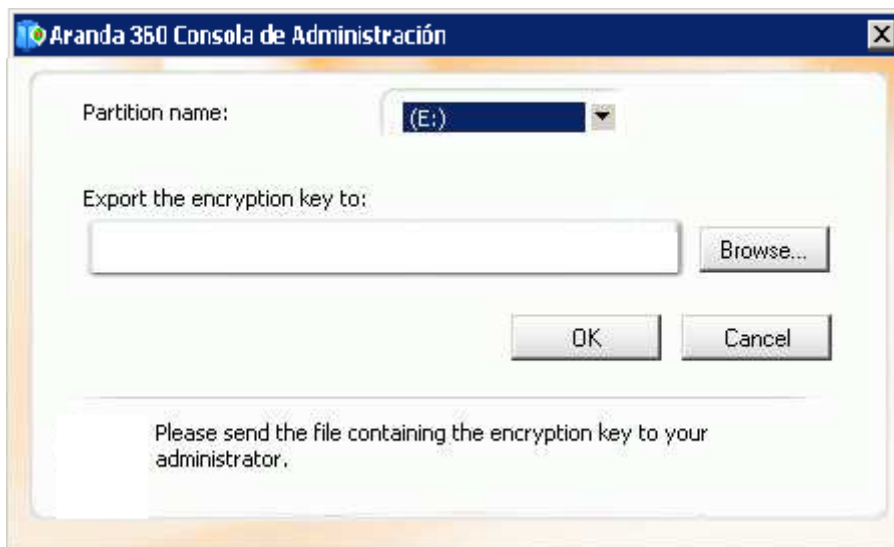 Aranda 360 Consola de Administración
Partition name:
(E:)
Export the encryption key to:
Browse...
OK
Cancel
Please send the file containing the encryption key to your
administrator.